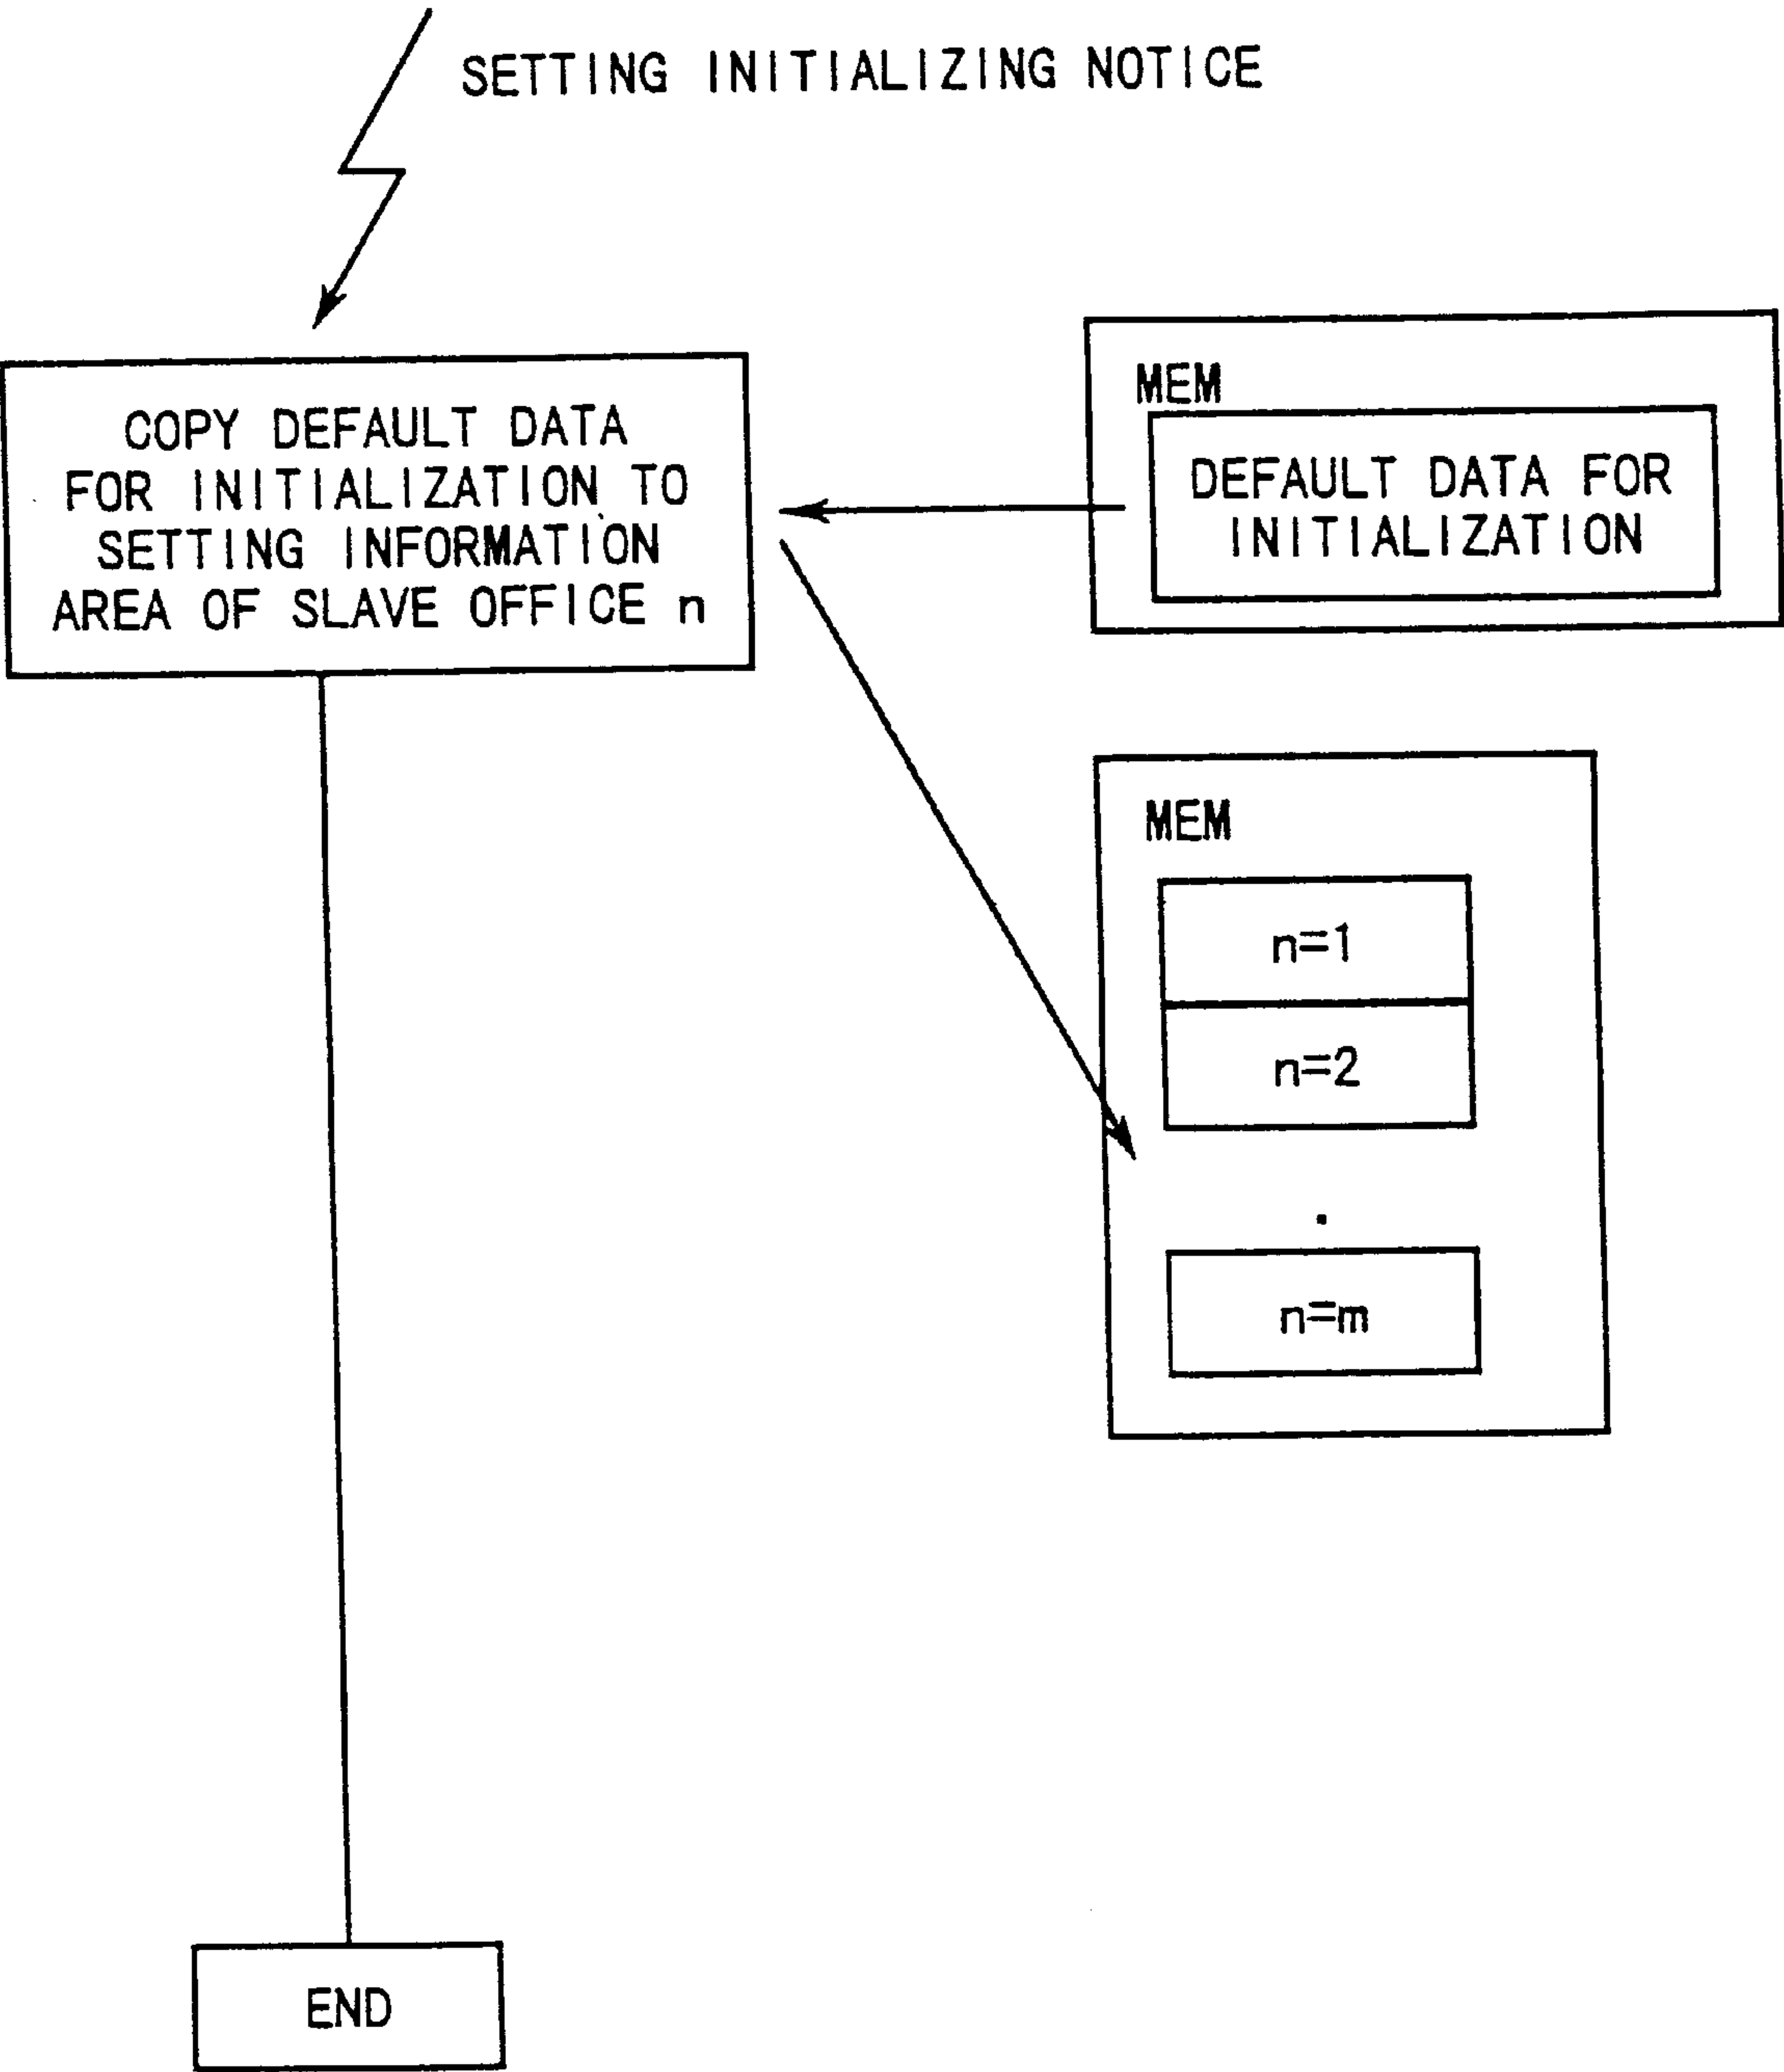 SETTING INITIALIZING NOTICE
COPY DEFAULT DATA
FOR INITIALIZATION TO
SETTING INFORMATION
AREA OF SLAVE OFFICE n
MEM
DEFAULT DATA FOR
INITIALIZATION
MEM
n=1
n=2
.
n=m
END